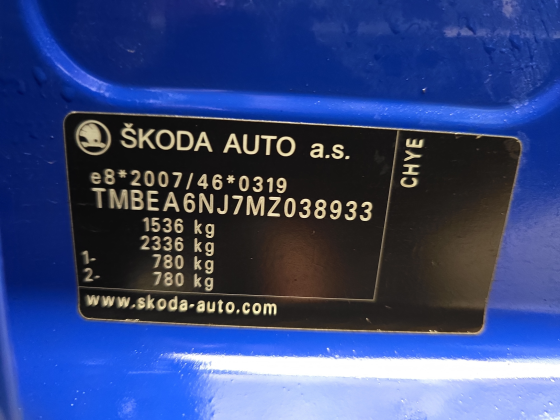 ŠKODA AUTO a.s.
CHYE
e8*2007/46*0319
TMBEA6NJ7MZ038933
1536 kg
2336 kg
1- 780 kg
2- 780 kg
www.skoda-auto.com